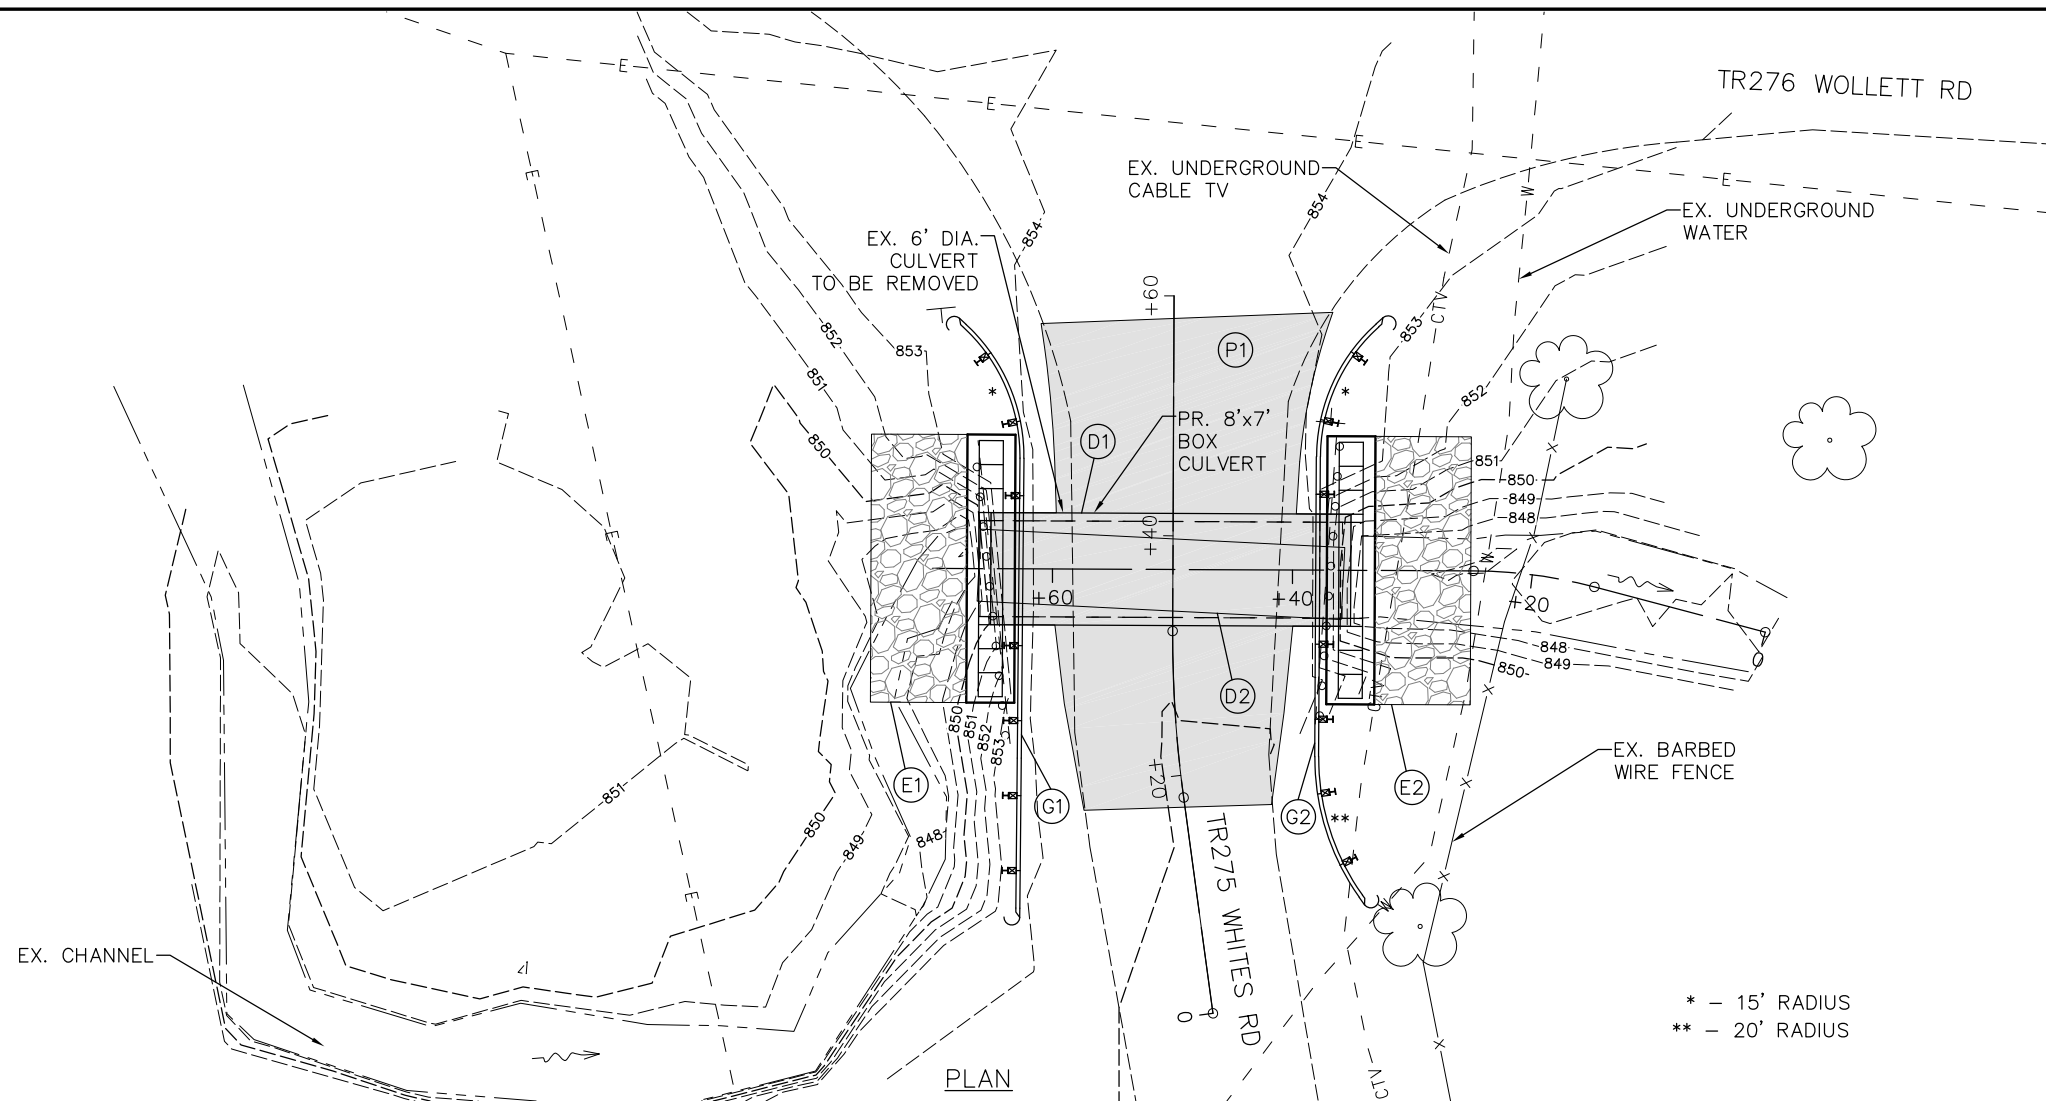 E
E
E
E
TR276 WOLLETT RD
EX. UNDERGROUND
CABLE TV
E
W
854
EX. UNDERGROUND
WATER
854
EX. 6' DIA.
CULVERT
TO BE REMOVED
+60
CTV
852
853
853
P1
851
852
*
*
850
D1
PR. 8'x7'
BOX
CULVERT
851
850
849
848
+40
E
W
+60
+40
+20
848
849
850
D2
850
851
852
853
E1
G1
+20
G2
**
E2
EX. BARBED
WIRE FENCE
X
X
X
X
X
X
851
850
849
848
E
W
TR275 WHITES RD
EX. CHANNEL
0
* – 15' RADIUS
** – 20' RADIUS
CTV
PLAN